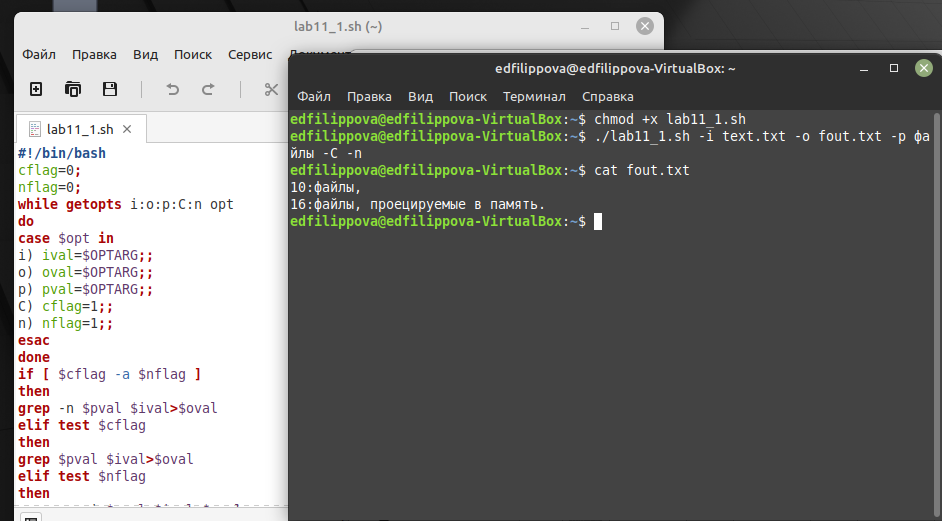 lab11_1.sh (~)
Файл Правка Вид Поиск Сервис
lab11_1.sh
#!/bin/bash
cflag=0;
nflag=0;
while getopts i:o:p:C:n opt
do
case $opt in
i) ival=$OPTARG;;
o) oval=$OPTARG;;
p) pval=$OPTARG;;
C) cflag=1;;
n) nflag=1;;
esac
done
if [ $cflag -a $nflag ]
then
grep -n $pval $ival>$oval
elif test $cflag
then
grep $pval $ival>$oval
elif test $nflag
then
edfilippova@edfilippova-VirtualBox: ~
Файл Правка Вид Поиск Терминал Справка
edfilippova@edfilippova-VirtualBox:~$ chmod +x lab11_1.sh
edfilippova@edfilippova-VirtualBox:~$ ./lab11_1.sh -i text.txt -o fout.txt -p фа
йлы -C -n
edfilippova@edfilippova-VirtualBox:~$ cat fout.txt
10:файлы,
16:файлы, проецируемые в память.
edfilippova@edfilippova-VirtualBox:~$